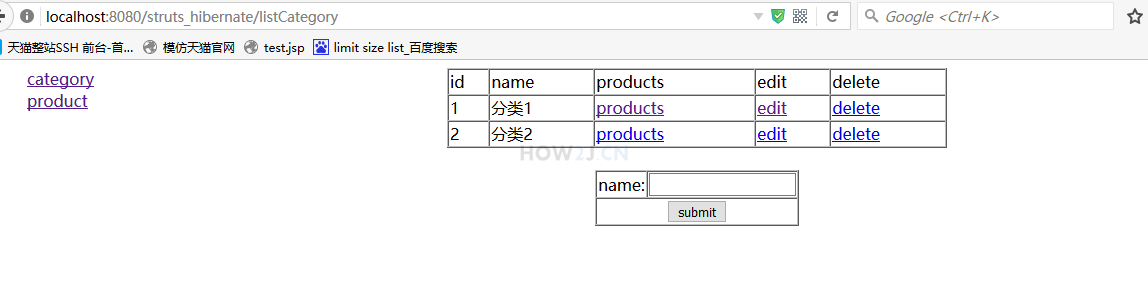 localhost:8080/struts_hibernate/listCategory
Google <Ctrl+K>
天猫整站SSH 前台-首... 模仿天猫官网 test.jsp limit size list_百度搜索
category
product
id name products edit delete
1 分类1 products edit delete
2 分类2 products edit delete
HOW2J.CN
name:
submit